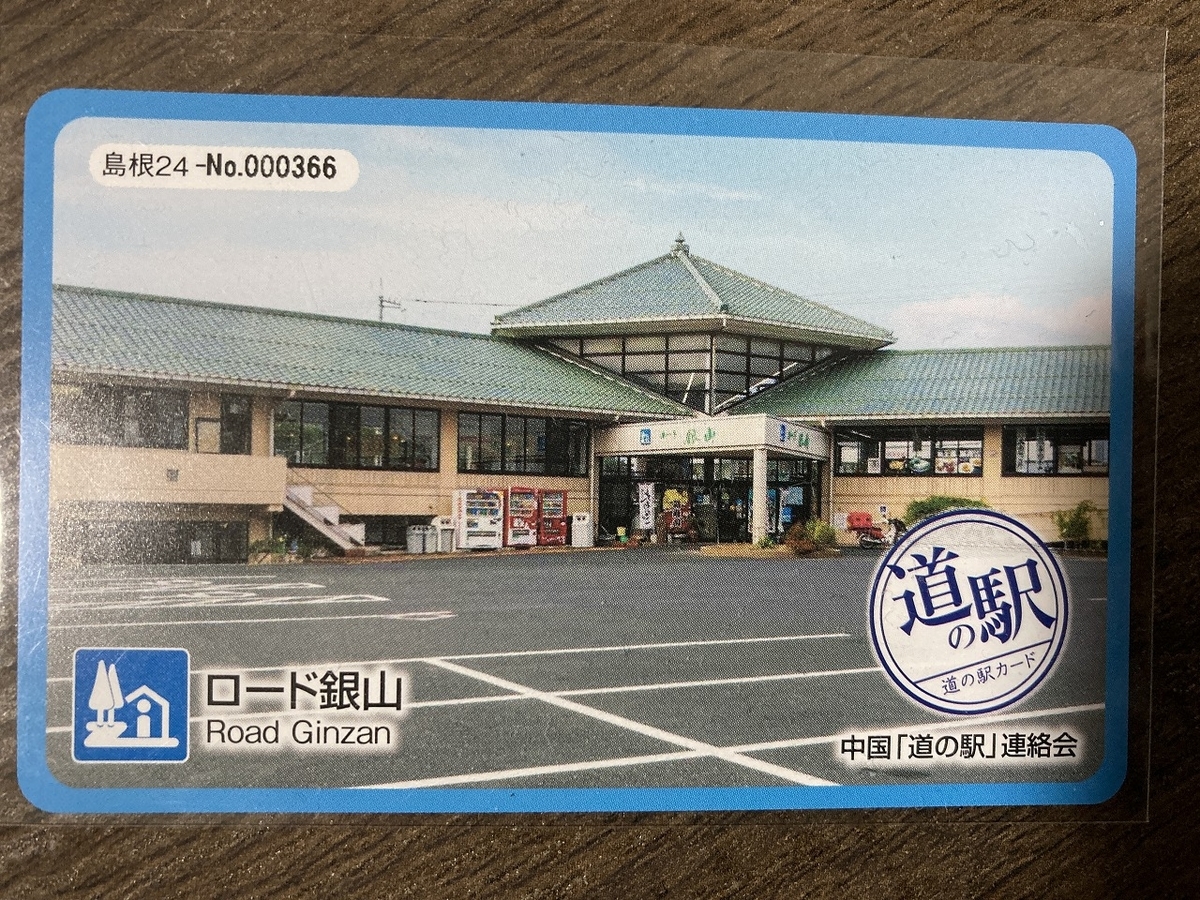 島根24-No.000366
銀山
道の駅
道の駅カード
ロード銀山
Road Ginzan
中国「道の駅」連絡会